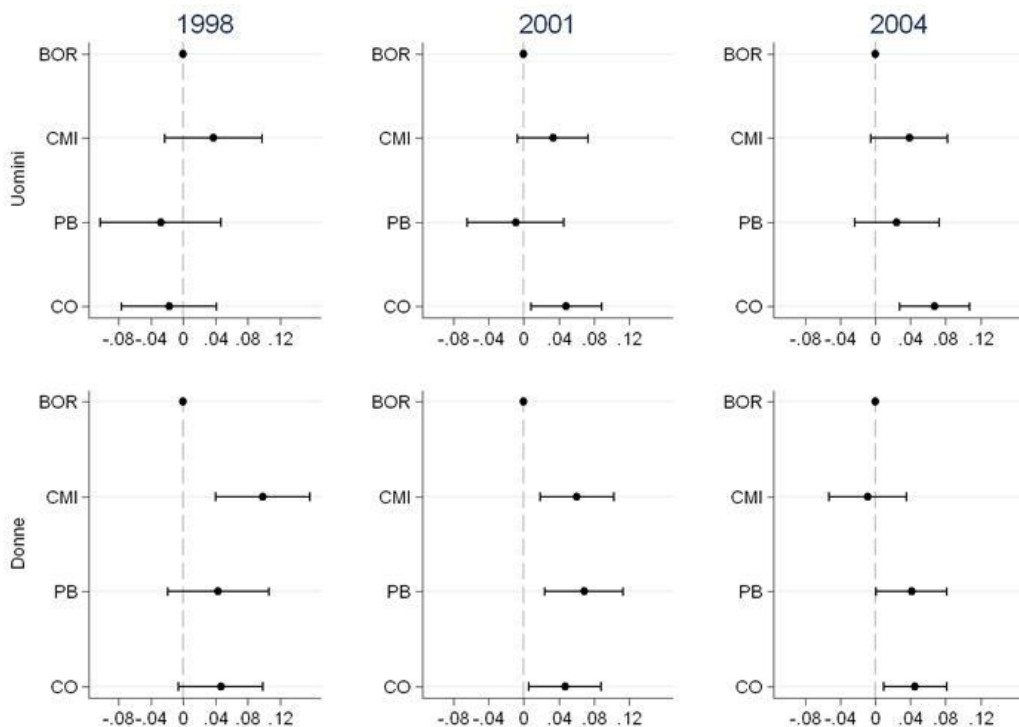 1998 2001 2004
Uomini
BOR BOR BOR
CMI CMI CMI
PB PB PB
CO CO CO
-.08 -.04 0 .04 .08 .12 -.08 -.04 0 .04 .08 .12 -.08 -.04 0 .04 .08 .12
Donne
BOR BOR BOR
CMI CMI CMI
PB PB PB
CO CO CO
-.08 -.04 0 .04 .08 .12 -.08 -.04 0 .04 .08 .12 -.08 -.04 0 .04 .08 .12